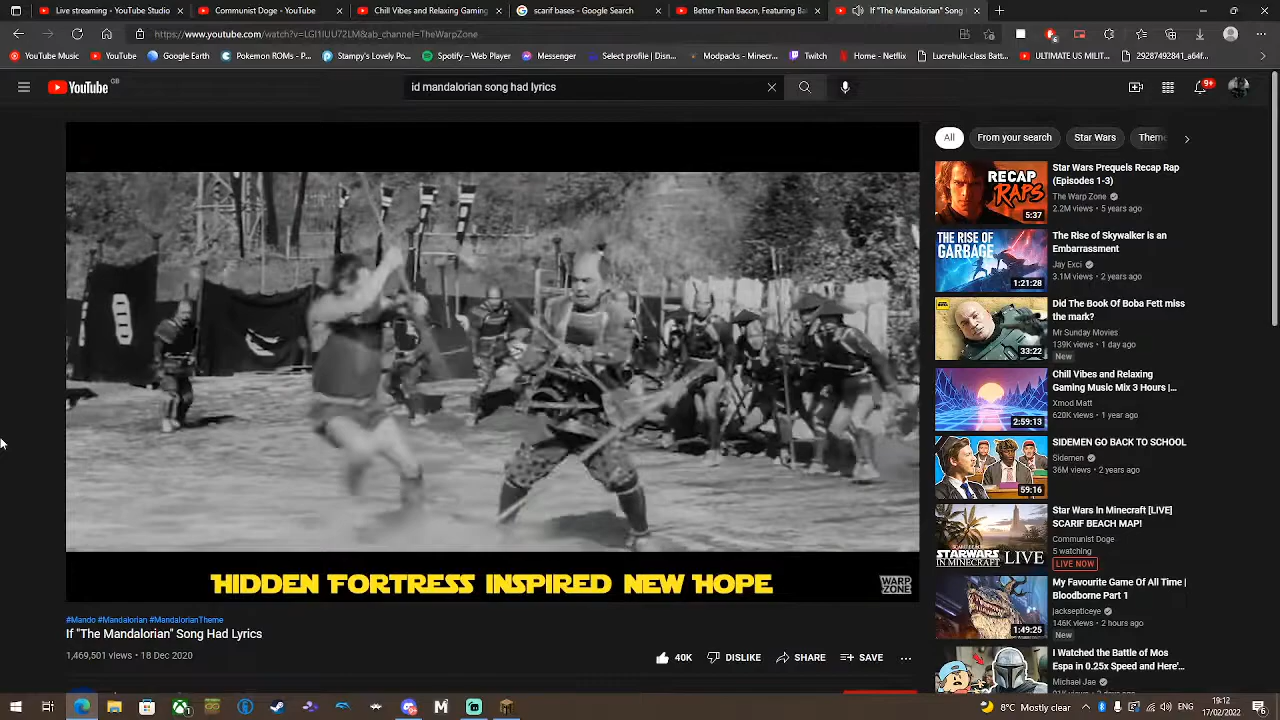 Live streaming - YouTube Studio
Communist Doge - YouTube
Chill Vibes and Relaxing Gaming
scarif bases - Google Search
Better Than Bacon, Featuring Ba
If "The Mandalorian" Song
https://www.youtube.com/watch?v=LGI1lUU72LM&ab_channel=TheWarpZone
6
YouTube Music
YouTube
Google Earth
Pokemon ROMs - P...
Stampy's Lovely Po...
Spotify – Web Player
Messenger
Select profile | Disn...
Modpacks - Minecr...
Twitch
Home - Netflix
Lucrehulk-class Batt...
ULTIMATE US MILIT...
292874092451_a64f...
YouTube GB
id mandalorian song had lyrics
9+
HIDDEN FORTRESS INSPIRED NEW HOPE
WARP ZONE
#Mando #Mandalorian #MandalorianTheme
If "The Mandalorian" Song Had Lyrics
1,469,501 views • 18 Dec 2020
40K
DISLIKE
SHARE
SAVE
All
From your search
Star Wars
Theme
RECAP
RAPS
5:37
Star Wars Prequels Recap Rap
(Episodes 1-3)
The Warp Zone
2.2M views • 5 years ago
THE RISE OF
GARBAGE
1:21:28
The Rise of Skywalker Is an
Embarrassment
Jay Exci
3.1M views • 2 years ago
33:22
Did The Book Of Boba Fett miss
the mark?
Mr Sunday Movies
139K views • 1 day ago
New
2:59:13
Chill Vibes and Relaxing
Gaming Music Mix 3 Hours |...
Xmod Matt
620K views • 1 year ago
59:16
SIDEMEN GO BACK TO SCHOOL
Sidemen
36M views • 2 years ago
STARWARS
IN MINECRAFT LIVE
Star Wars In Minecraft [LIVE]
SCARIF BEACH MAP!
Communist Doge
5 watching
LIVE NOW
1:49:25
My Favourite Game Of All Time |
Bloodborne Part 1
jacksepticeye
146K views • 2 hours ago
New
I Watched the Battle of Mos
Espa in 0.25x Speed and Here'...
Michael Jae
8°C Mostly clear
19:12
17/02/2022
6